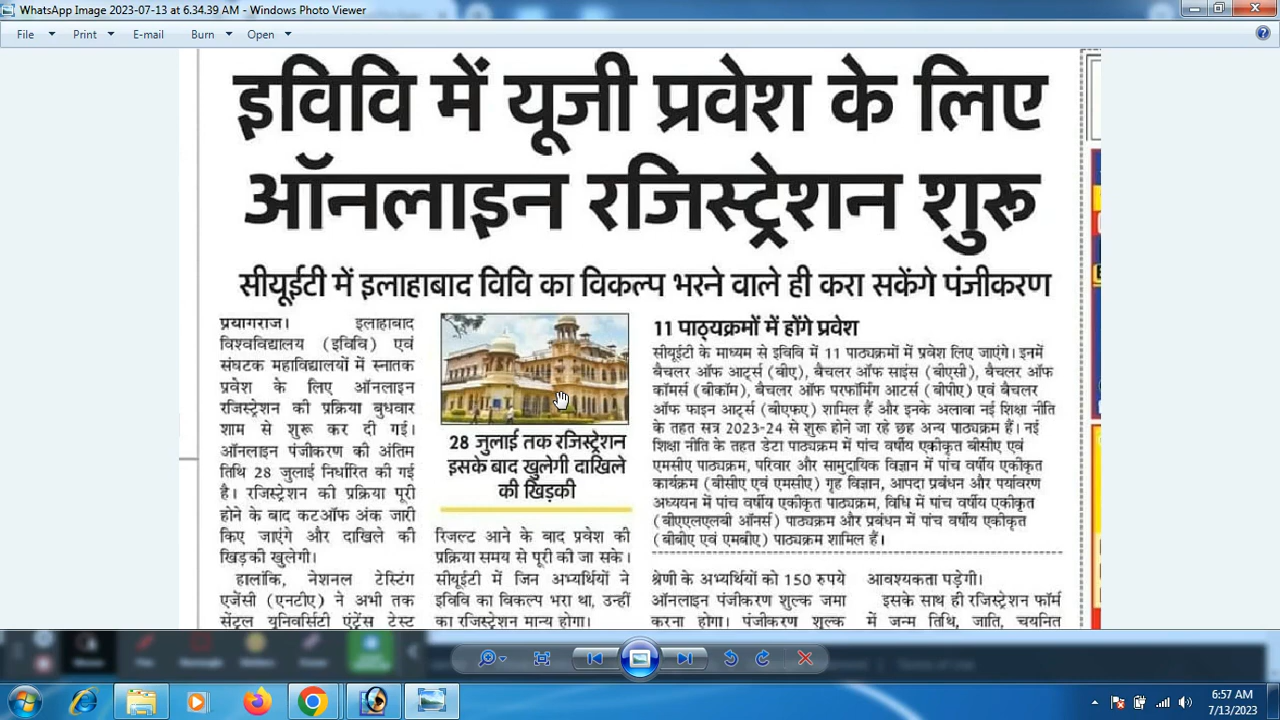 WhatsApp Image 2023-07-13 at 6.34.39 AM - Windows Photo Viewer
File Print E-mail Burn Open
इविवि में यूजी प्रवेश के लिए
ऑनलाइन रजिस्ट्रेशन शुरू
सीयूईटी में इलाहाबाद विवि का विकल्प भरने वाले ही करा सकेंगे पंजीकरण
प्रयागराज। इलाहाबाद
विश्वविद्यालय (इविवि) एवं
संघटक महाविद्यालयों में स्नातक
प्रवेश के लिए ऑनलाइन
रजिस्ट्रेशन की प्रक्रिया बुधवार
शाम से शुरू कर दी गई।
ऑनलाइन पंजीकरण की अंतिम
तिथि 28 जुलाई निर्धारित की गई
है। रजिस्ट्रेशन की प्रक्रिया पूरी
होने के बाद कटऑफ अंक जारी
किए जाएंगे और दाखिले की
खिड़की खुलेगी।
हालांकि, नेशनल टेस्टिंग
एजेंसी (एनटीए) ने अभी तक
सेंट्रल यूनिवर्सिटी एंट्रेंस टेस्ट
28 जुलाई तक रजिस्ट्रेशन
इसके बाद खुलेगी दाखिले
की खिड़की
रिजल्ट आने के बाद प्रवेश की
प्रक्रिया समय से पूरी की जा सके।
सीयूईटी में जिन अभ्यर्थियों ने
इविवि का विकल्प भरा था, उन्हीं
का रजिस्ट्रेशन मान्य होगा।
11 पाठ्यक्रमों में होंगे प्रवेश
सीयूईटी के माध्यम से इविवि में 11 पाठ्यक्रमों में प्रवेश लिए जाएंगे। इनमें
बैचलर ऑफ आर्ट्स (बीए), बैचलर ऑफ साइंस (बीएसी), बैचलर ऑफ
कॉमर्स (बीकॉम), बैचलर ऑफ परफॉर्मिंग आटर्स (बीपीए) एवं बैचलर
ऑफ फाइन आर्ट्स (बीएफए) शामिल हैं और इनके अलावा नई शिक्षा नीति
के तहत सत्र 2023-24 से शुरू होने जा रहे छह अन्य पाठ्यक्रम हैं। नई
शिक्षा नीति के तहत डेटा पाठ्यक्रम में पांच वर्षीय एकीकृत बीसीए एवं
एमसीए पाठ्यक्रम, परिवार और सामुदायिक विज्ञान में पांच वर्षीय एकीकृत
कार्यक्रम (बीसीए एवं एमसीए) गृह विज्ञान, आपदा प्रबंधन और पर्यावरण
अध्ययन में पांच वर्षीय एकीकृत पाठ्यक्रम, विधि में पांच वर्षीय एकीकृत
(बीएएलएलबी ऑनर्स) पाठ्यक्रम और प्रबंधन में पांच वर्षीय एकीकृत
(बीबीए एवं एमबीए) पाठ्यक्रम शामिल हैं।
श्रेणी के अभ्यर्थियों को 150 रुपये
ऑनलाइन पंजीकरण शुल्क जमा
करना होगा। पंजीकरण शुल्क
आवश्यकता पड़ेगी।
इसके साथ ही रजिस्ट्रेशन फॉर्म
में जन्म तिथि, जाति, चयनित
6:57 AM
7/13/2023